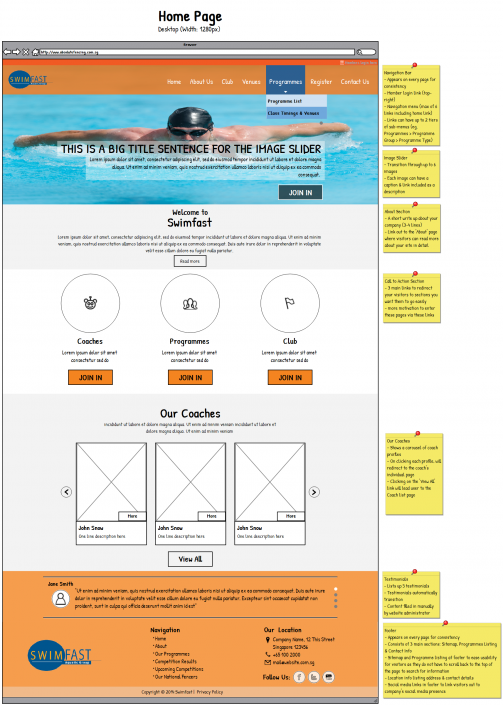 Home Page
Desktop (Width: 1280px)
Browser
SWIMFAST
Home About Us Club Venues Programmes Register Contact Us
Programme List
Class Timings & Venues
THIS IS A BIG TITLE SENTENCE FOR THE IMAGE SLIDER
Lorem ipsum dolor sit amet, consectetur adipisicing elit, sed do eiusmod tempor incididunt ut labore et dolore magna
aliqua. Ut enim ad minim veniam, quis nostrud exercitation ullamco laboris nisi ut aliquip ex ea commodo
consequat.
JOIN IN
Welcome to
Swimfast
Lorem ipsum dolor sit amet, consectetur adipisicing elit, sed do eiusmod tempor incididunt ut labore et dolore magna aliqua. Ut enim ad minim
veniam, quis nostrud exercitation ullamco laboris nisi ut aliquip ex ea commodo consequat. Duis aute irure dolor in reprehenderit in voluptate
velit esse cillum dolore eu fugiat nulla pariatur.
Read more
Coaches
Lorem ipsum dolor sit amet
consectetur sed do
JOIN IN
Programmes
Lorem ipsum dolor sit amet
consectetur sed do
JOIN IN
Club
Lorem ipsum dolor sit amet
consectetur sed do
JOIN IN
Our Coaches
incididunt ut labore et dolore magna aliqua. Ut enim ad minim veniam incididunt ut labore et
dolore magna aliqua. Ut enim ad minim veniam
More
John Snow
One line description here
More
John Snow
One line description here
More
John Snow
One line description here
View All
Jane Smith
"Ut enim ad minim veniam, quis nostrud exercitation ullamco laboris nisi ut aliquip ex ea commodo consequat. Duis aute irure
dolor in reprehenderit in voluptate velit esse cillum dolore eu fugiat nulla pariatur. Excepteur sint occaecat cupidatat non
proident, sunt in culpa qui officia deserunt mollit anim idest"
SWIMFAST
Navigation
Home
About
Our Programmes
Competition Results
Upcoming Competitions
Our National Fencers
Our Location
Company Name, 12 This Street
Singapore 123456
+65 100 2000
Follow Us:
Copyright © 2014 Swimfast | Privacy Policy
Navigation Bar
- Appears on every page for
consistency
- Member Login link (top-
right)
- Navigation menu (max of 6
links including home link)
- Links can have up to 2 tiers
of sub-menus (eg.
Programmes > Programme
Group > Programme Type)
Image Slider
- Transition through up to 6
images
- Each image can have a
caption & link included as a
description
About Section
- A short write up about your
company (3-4 lines)
- Link out to the 'About' page
where visitors can read more
about your site in detail
Call to Action Section
- 3 main links to redirect
your visitors to sections you
want them to go easily
- more motivation to enter
these pages via these links
Our Coaches
- Shows a carousel of coach
profiles
- On clicking each profile, will
redirect to the coach's
individual page
- Clicking on the 'View All'
link will lead user to the
Coach list page
Testimonials
- Lists up 5 testimonials
- Testimonials automatically
transition
- Content filled in manually
by website administrator
Footer
- Appears on every page for consistency
- Consists of 3 main sections: Sitemap, Programmes Listing
& Contact info
- Sitemap and Programme listing at footer to ease usability
for visitors as they do not have to scroll back to the top of
the page to search for information
- Location info listing address & contact details
- Social media links in footer to link visitors out to
company's social media presence